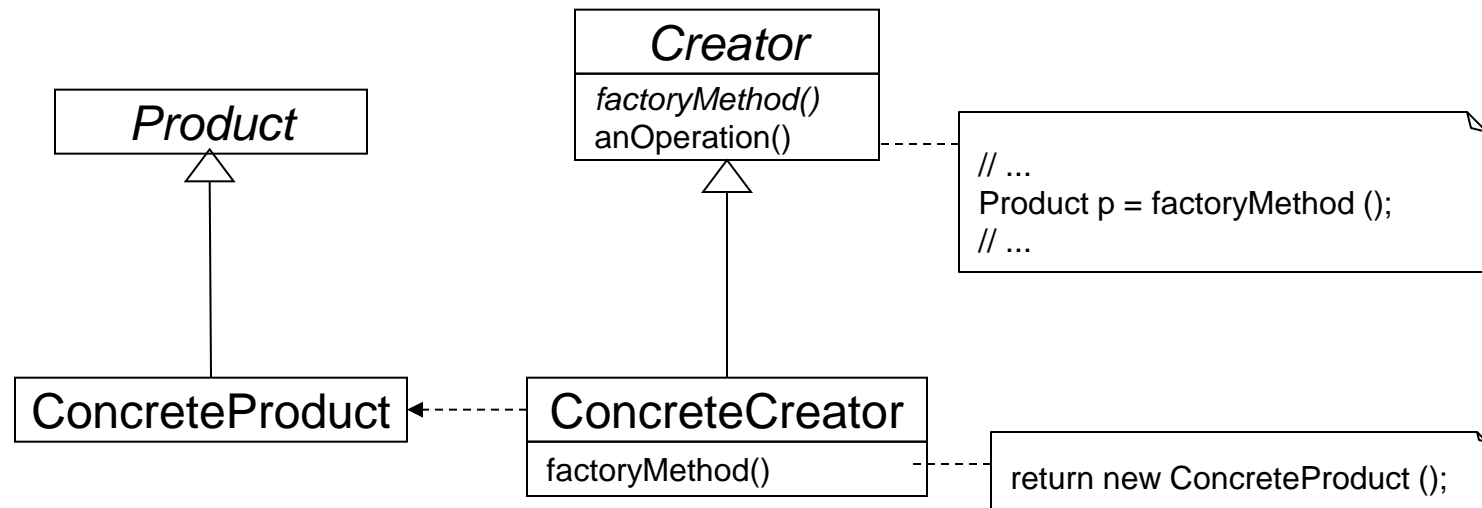 Creator
factoryMethod()
anOperation()
Product
// ...
Product p = factoryMethod ();
// ...
ConcreteProduct
ConcreteCreator
factoryMethod()
return new ConcreteProduct ();